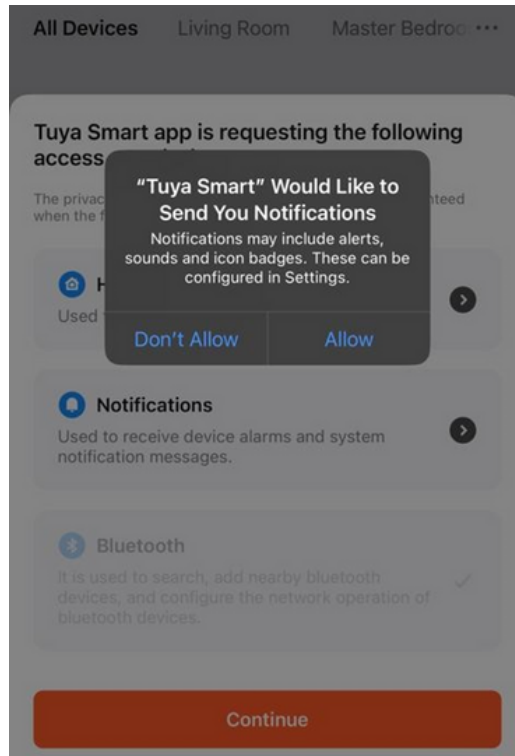 All Devices Living Room Master Bedroo
Tuya Smart app is requesting the following
access
The privac nteed
when the f
"Tuya Smart" Would Like to
Send You Notifications
Notifications may include alerts,
sounds and icon badges. These can be
configured in Settings.
Don't Allow Allow
H
Used
Notifications
Used to receive device alarms and system
notification messages.
Bluetooth
It is used to search, add nearby bluetooth
devices, and configure the network operation of
bluetooth devices.
Continue